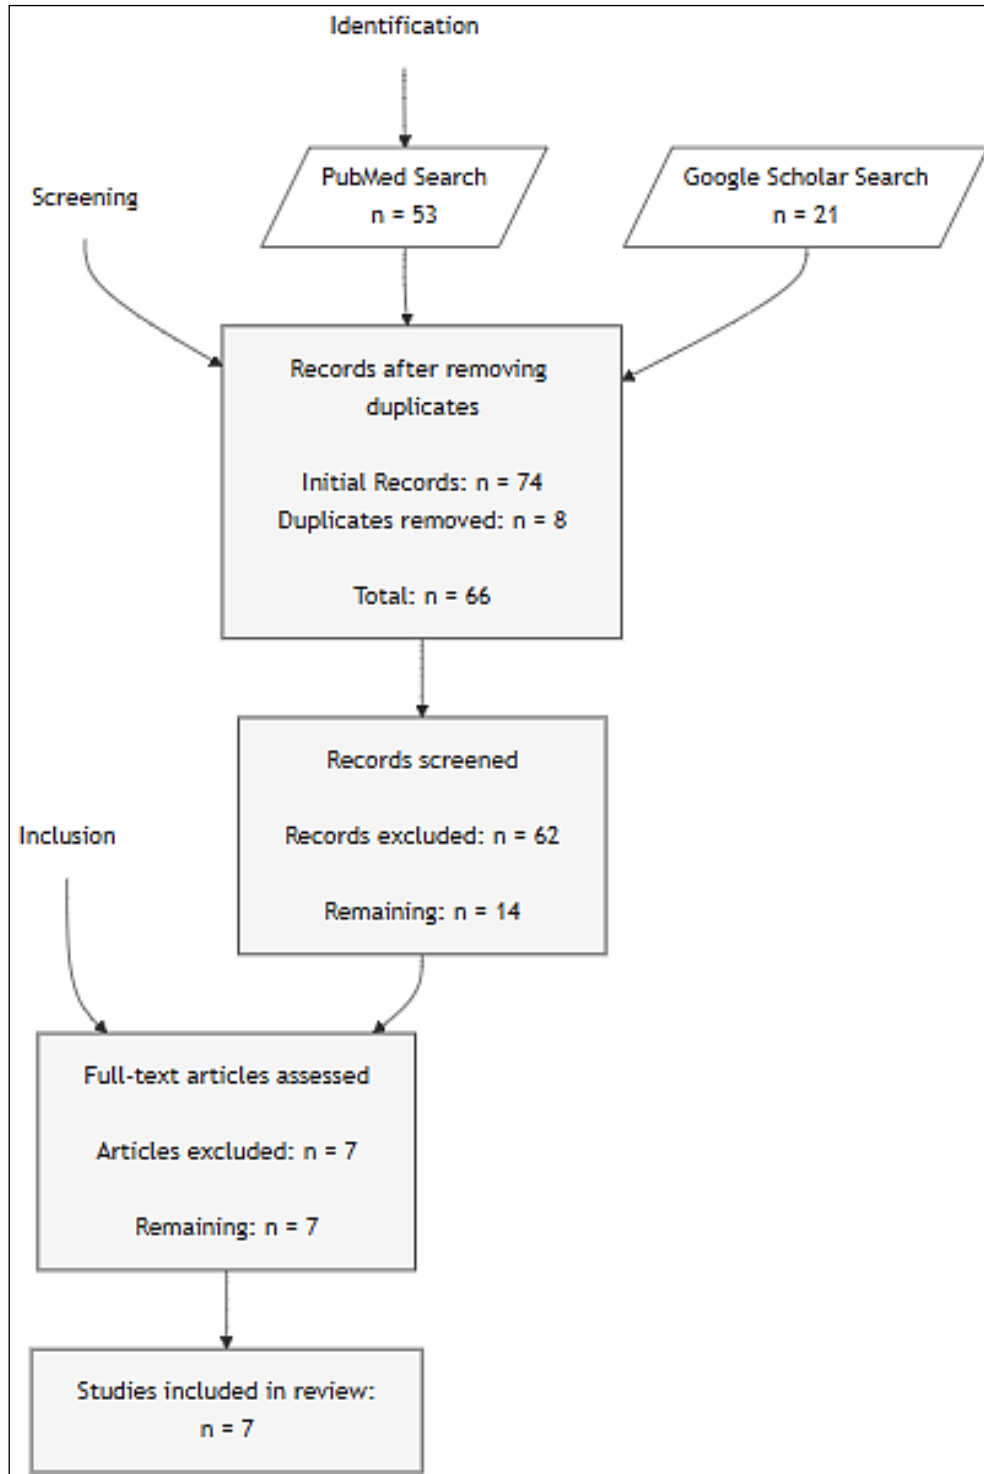 Identification
PubMed Search
n = 53
Google Scholar Search
n = 21
Screening
Records after removing
duplicates
Initial Records: n = 74
Duplicates removed: n = 8
Total: n = 66
Records screened
Records excluded: n = 62
Remaining: n = 14
Inclusion
Full-text articles assessed
Articles excluded: n = 7
Remaining: n = 7
Studies included in review:
n = 7